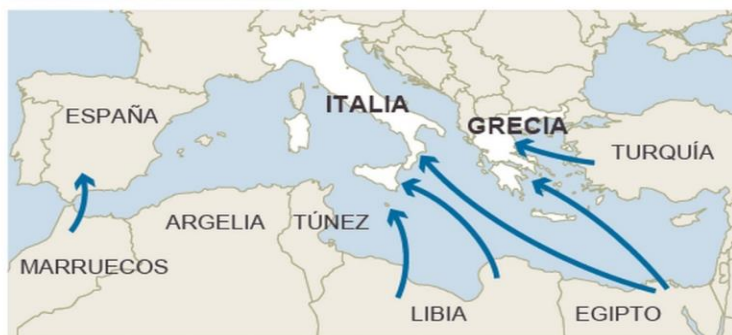 ITALIA
ESPAÑA
GRECIA
TURQUÍA
ARGELIA
TÚNEZ
MARRUECOS
LIBIA
EGIPTO